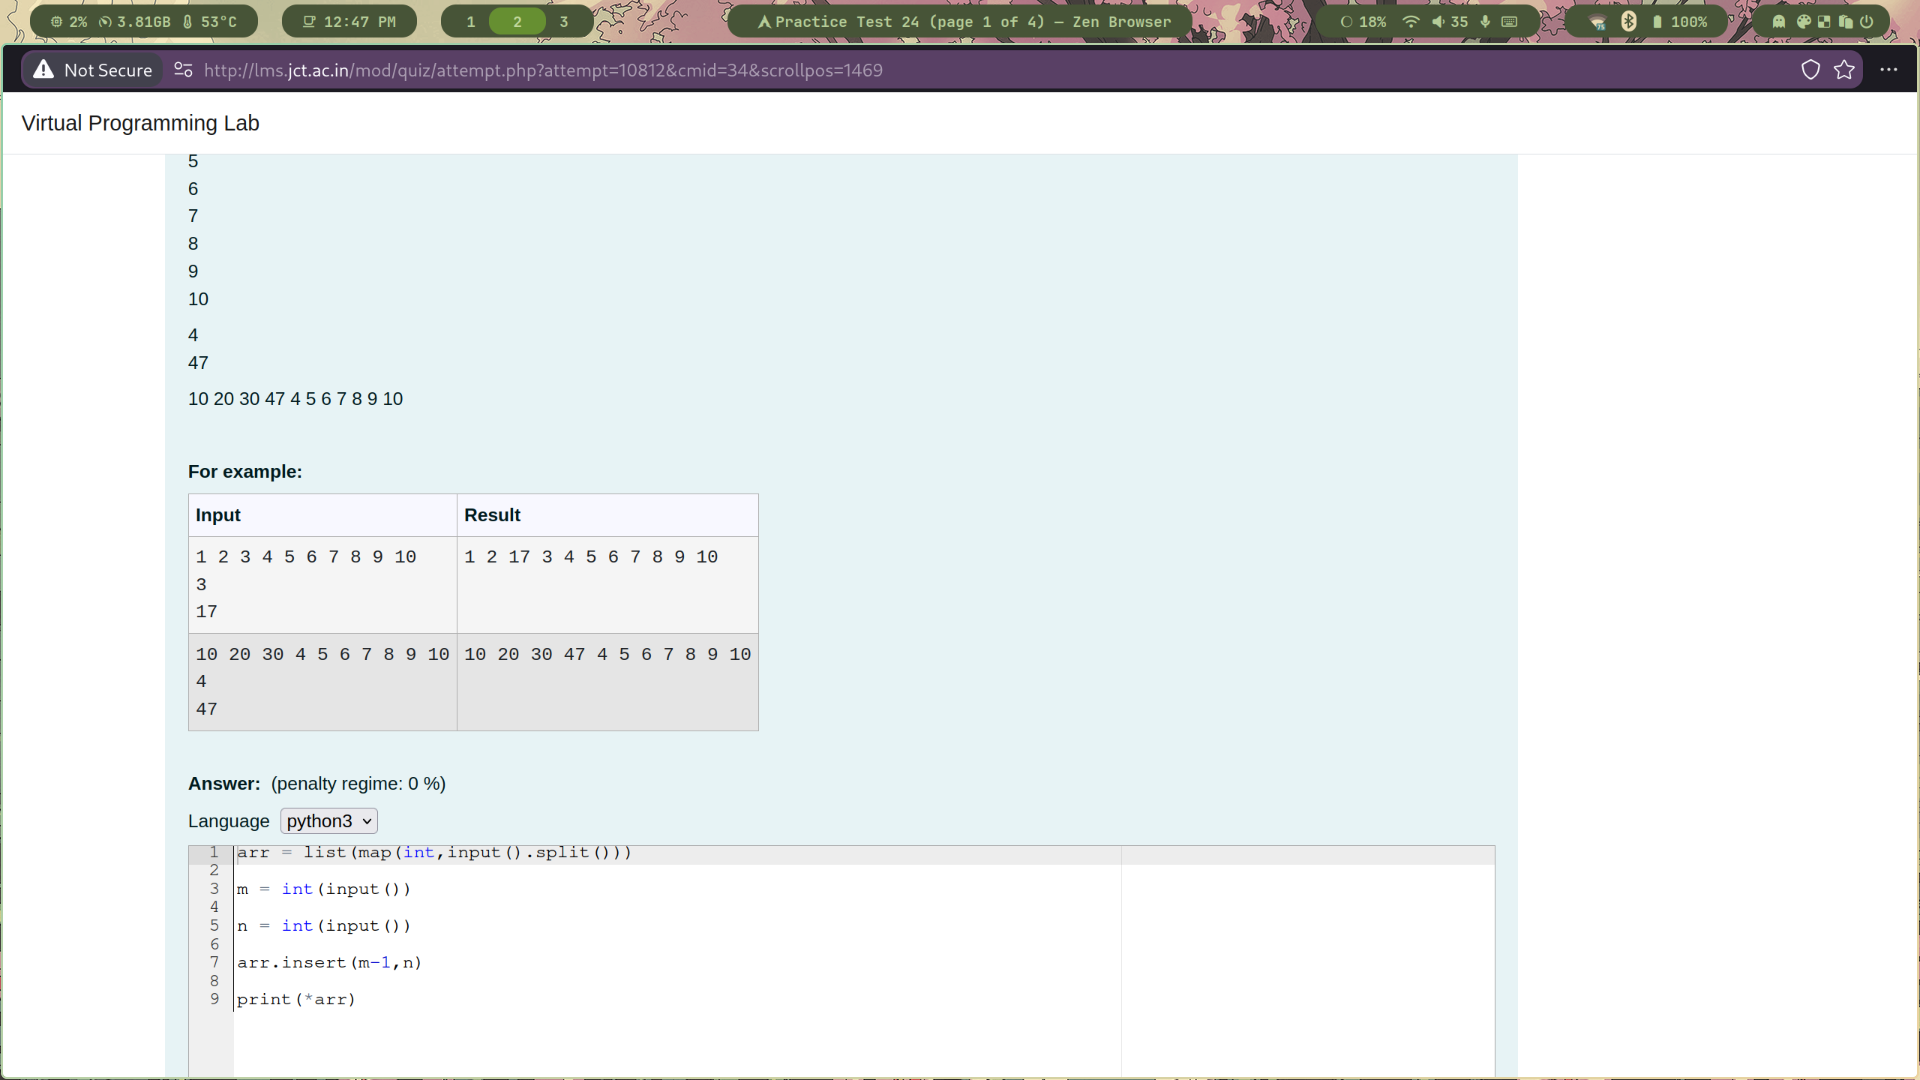 2% 3.81GB 53°C 12:47 PM 1 2 3 Practice Test 24 (page 1 of 4) — Zen Browser 18% 35 100%
Not Secure http://lms.jct.ac.in/mod/quiz/attempt.php?attempt=10812&cmid=34&scrollpos=1469
Virtual Programming Lab
5
6
7
8
9
10
4
47
10 20 30 47 4 5 6 7 8 9 10
For example:
Input Result
1 2 3 4 5 6 7 8 9 10 1 2 17 3 4 5 6 7 8 9 10
3
17
10 20 30 4 5 6 7 8 9 10 10 20 30 47 4 5 6 7 8 9 10
4
47
Answer: (penalty regime: 0 %)
Language python3
1 arr = list(map(int,input().split()))
2
3 m = int(input())
4
5 n = int(input())
6
7 arr.insert(m-1,n)
8
9 print(*arr)